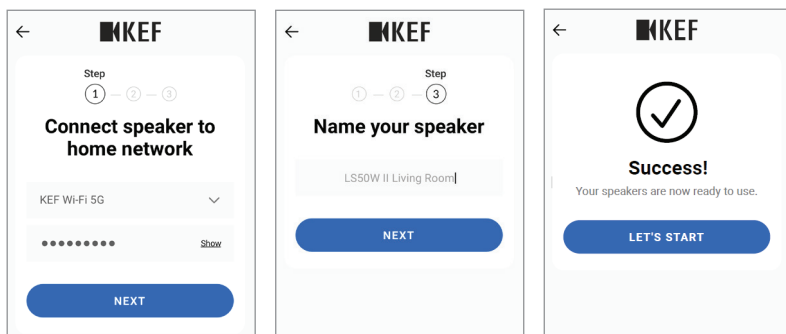 KEF
Step
1 2 3
Connect speaker to
home network
KEF Wi-Fi 5G
Show
NEXT
KEF
Step
1 2 3
Name your speaker
LS50W II Living Room
NEXT
KEF
Success!
Your speakers are now ready to use.
LET'S START